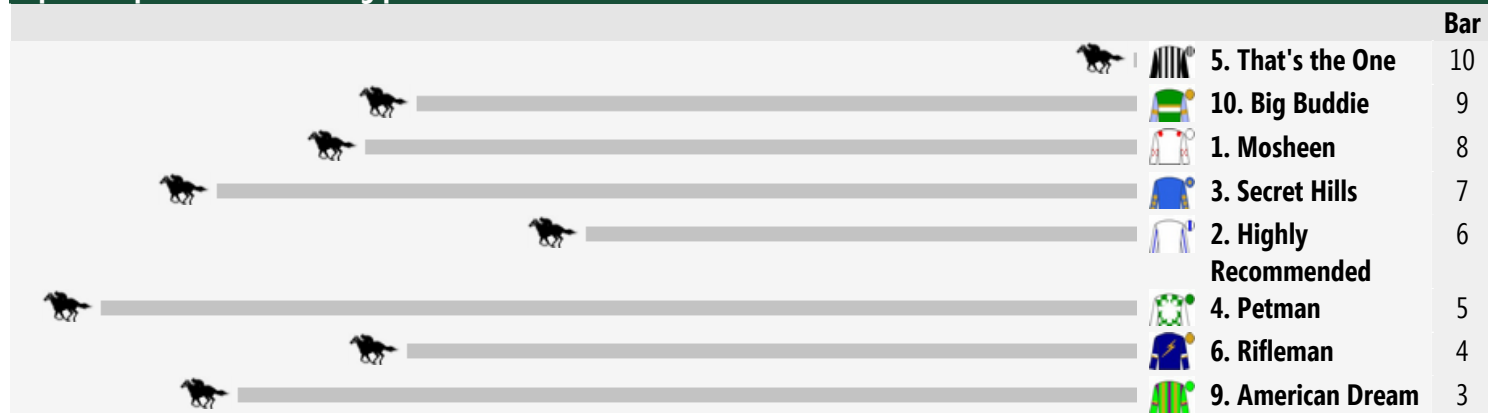 Bar
5. That's the One 10
10. Big Buddie 9
1. Mosheen 8
3. Secret Hills 7
2. Highly 6
Recommended
4. Petman 5
6. Rifleman 4
9. American Dream 3